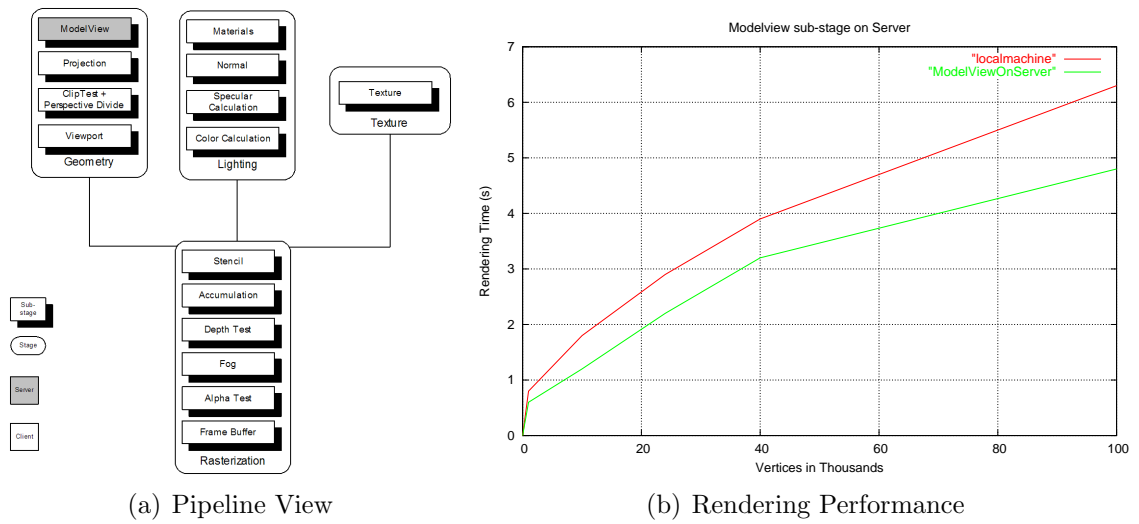 ModelView
Projection
ClipTest +
Perspective Divide
Viewport
Geometry
Materials
Normal
Specular
Calculation
Color Calculation
Lighting
Texture
Texture
Stencil
Accumulation
Depth Test
Fog
Alpha Test
Frame Buffer
Rasterization
Sub-
stage
Stage
Server
Client
(a) Pipeline View
Modelview sub-stage on Server
"localmachine"
"ModelViewOnServer"
Rendering Time (s)
7
6
5
4
3
2
1
0
0 20 40 60 80 100
Vertices in Thousands
(b) Rendering Performance